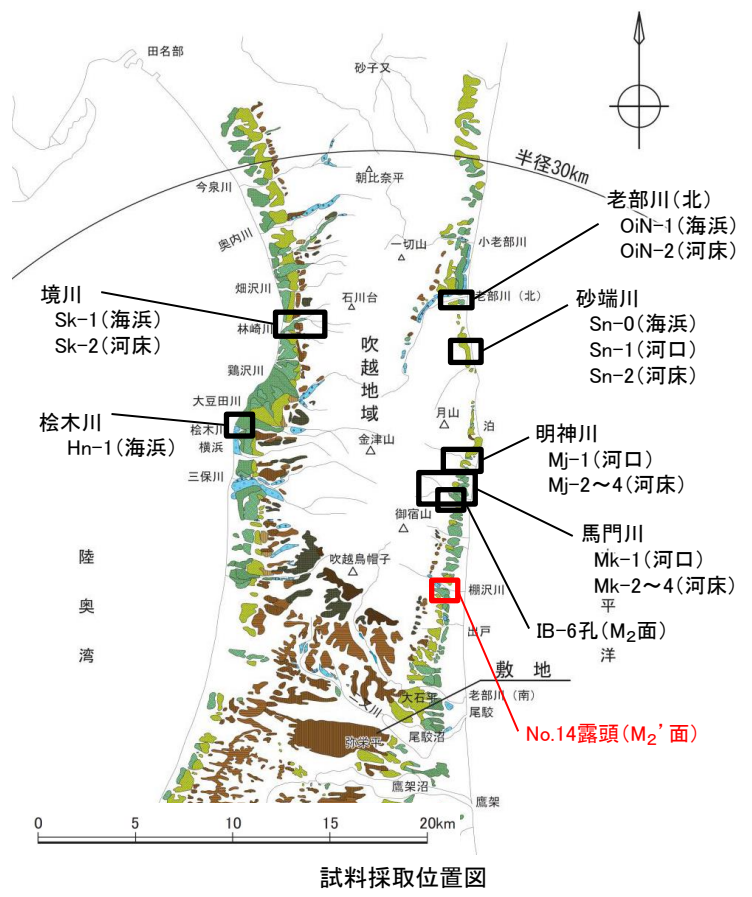 田名部
砂子又
半径30km
朝比奈平
今泉川
老部川(北)
OiN-1(海浜)
OiN-2(河床)
奥内川
一切山
小老部川
畑沢川
石川台
老部川(北)
境川
Sk-1(海浜)
Sk-2(河床)
林崎川
砂端川
Sn-0(海浜)
Sn-1(河口)
Sn-2(河床)
吹越地域
鶏沢川
大豆田川
月山
泊
桧木川
Hn-1(海浜)
桧木川
横浜
金津山
明神川
Mj-1(河口)
Mj-2~4(河床)
三保川
御宿山
馬門川
Mk-1(河口)
Mk-2~4(河床)
陸奥湾
吹越烏帽子
棚沢川
太平洋
IB-6孔(M₂面)
出戸
敷地
二又川
大石平
老部川(南)
尾駮
No.14露頭(M₂'面)
弥栄平
尾駮沼
鷹架沼
鷹架
0 5 10 15 20km
試料採取位置図